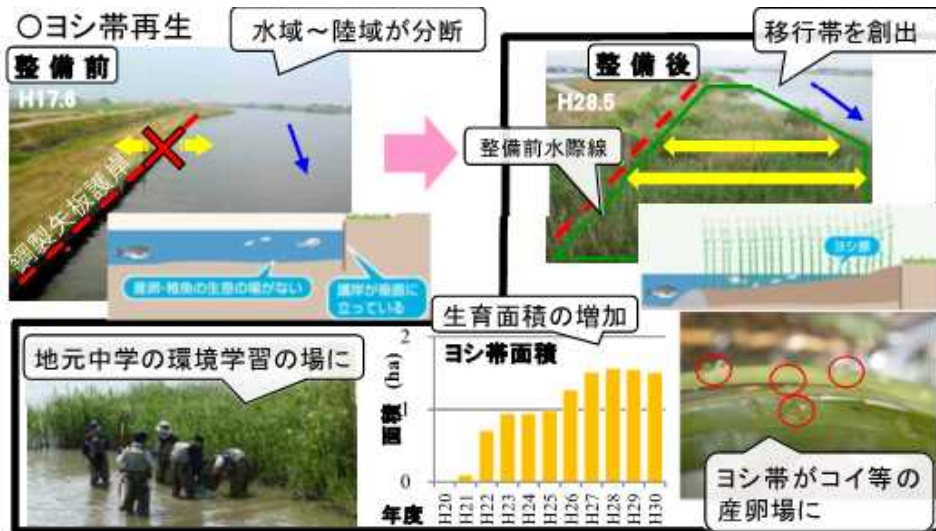 ○ヨシ帯再生
水域～陸域が分断
整備前
H17.6
鋼製矢板護岸
産卵・稚魚の生息の場がない
護岸が垂直に
立っている
移行帯を創出
整備後
H28.5
整備前水際線
ヨシ原
地元中学の環境学習の場に
生育面積の増加
ヨシ帯面積
面積 (ha)
2
1
0
年度
H20
H21
H22
H23
H24
H25
H26
H27
H28
H29
H30
ヨシ帯がコイ等の
産卵場に